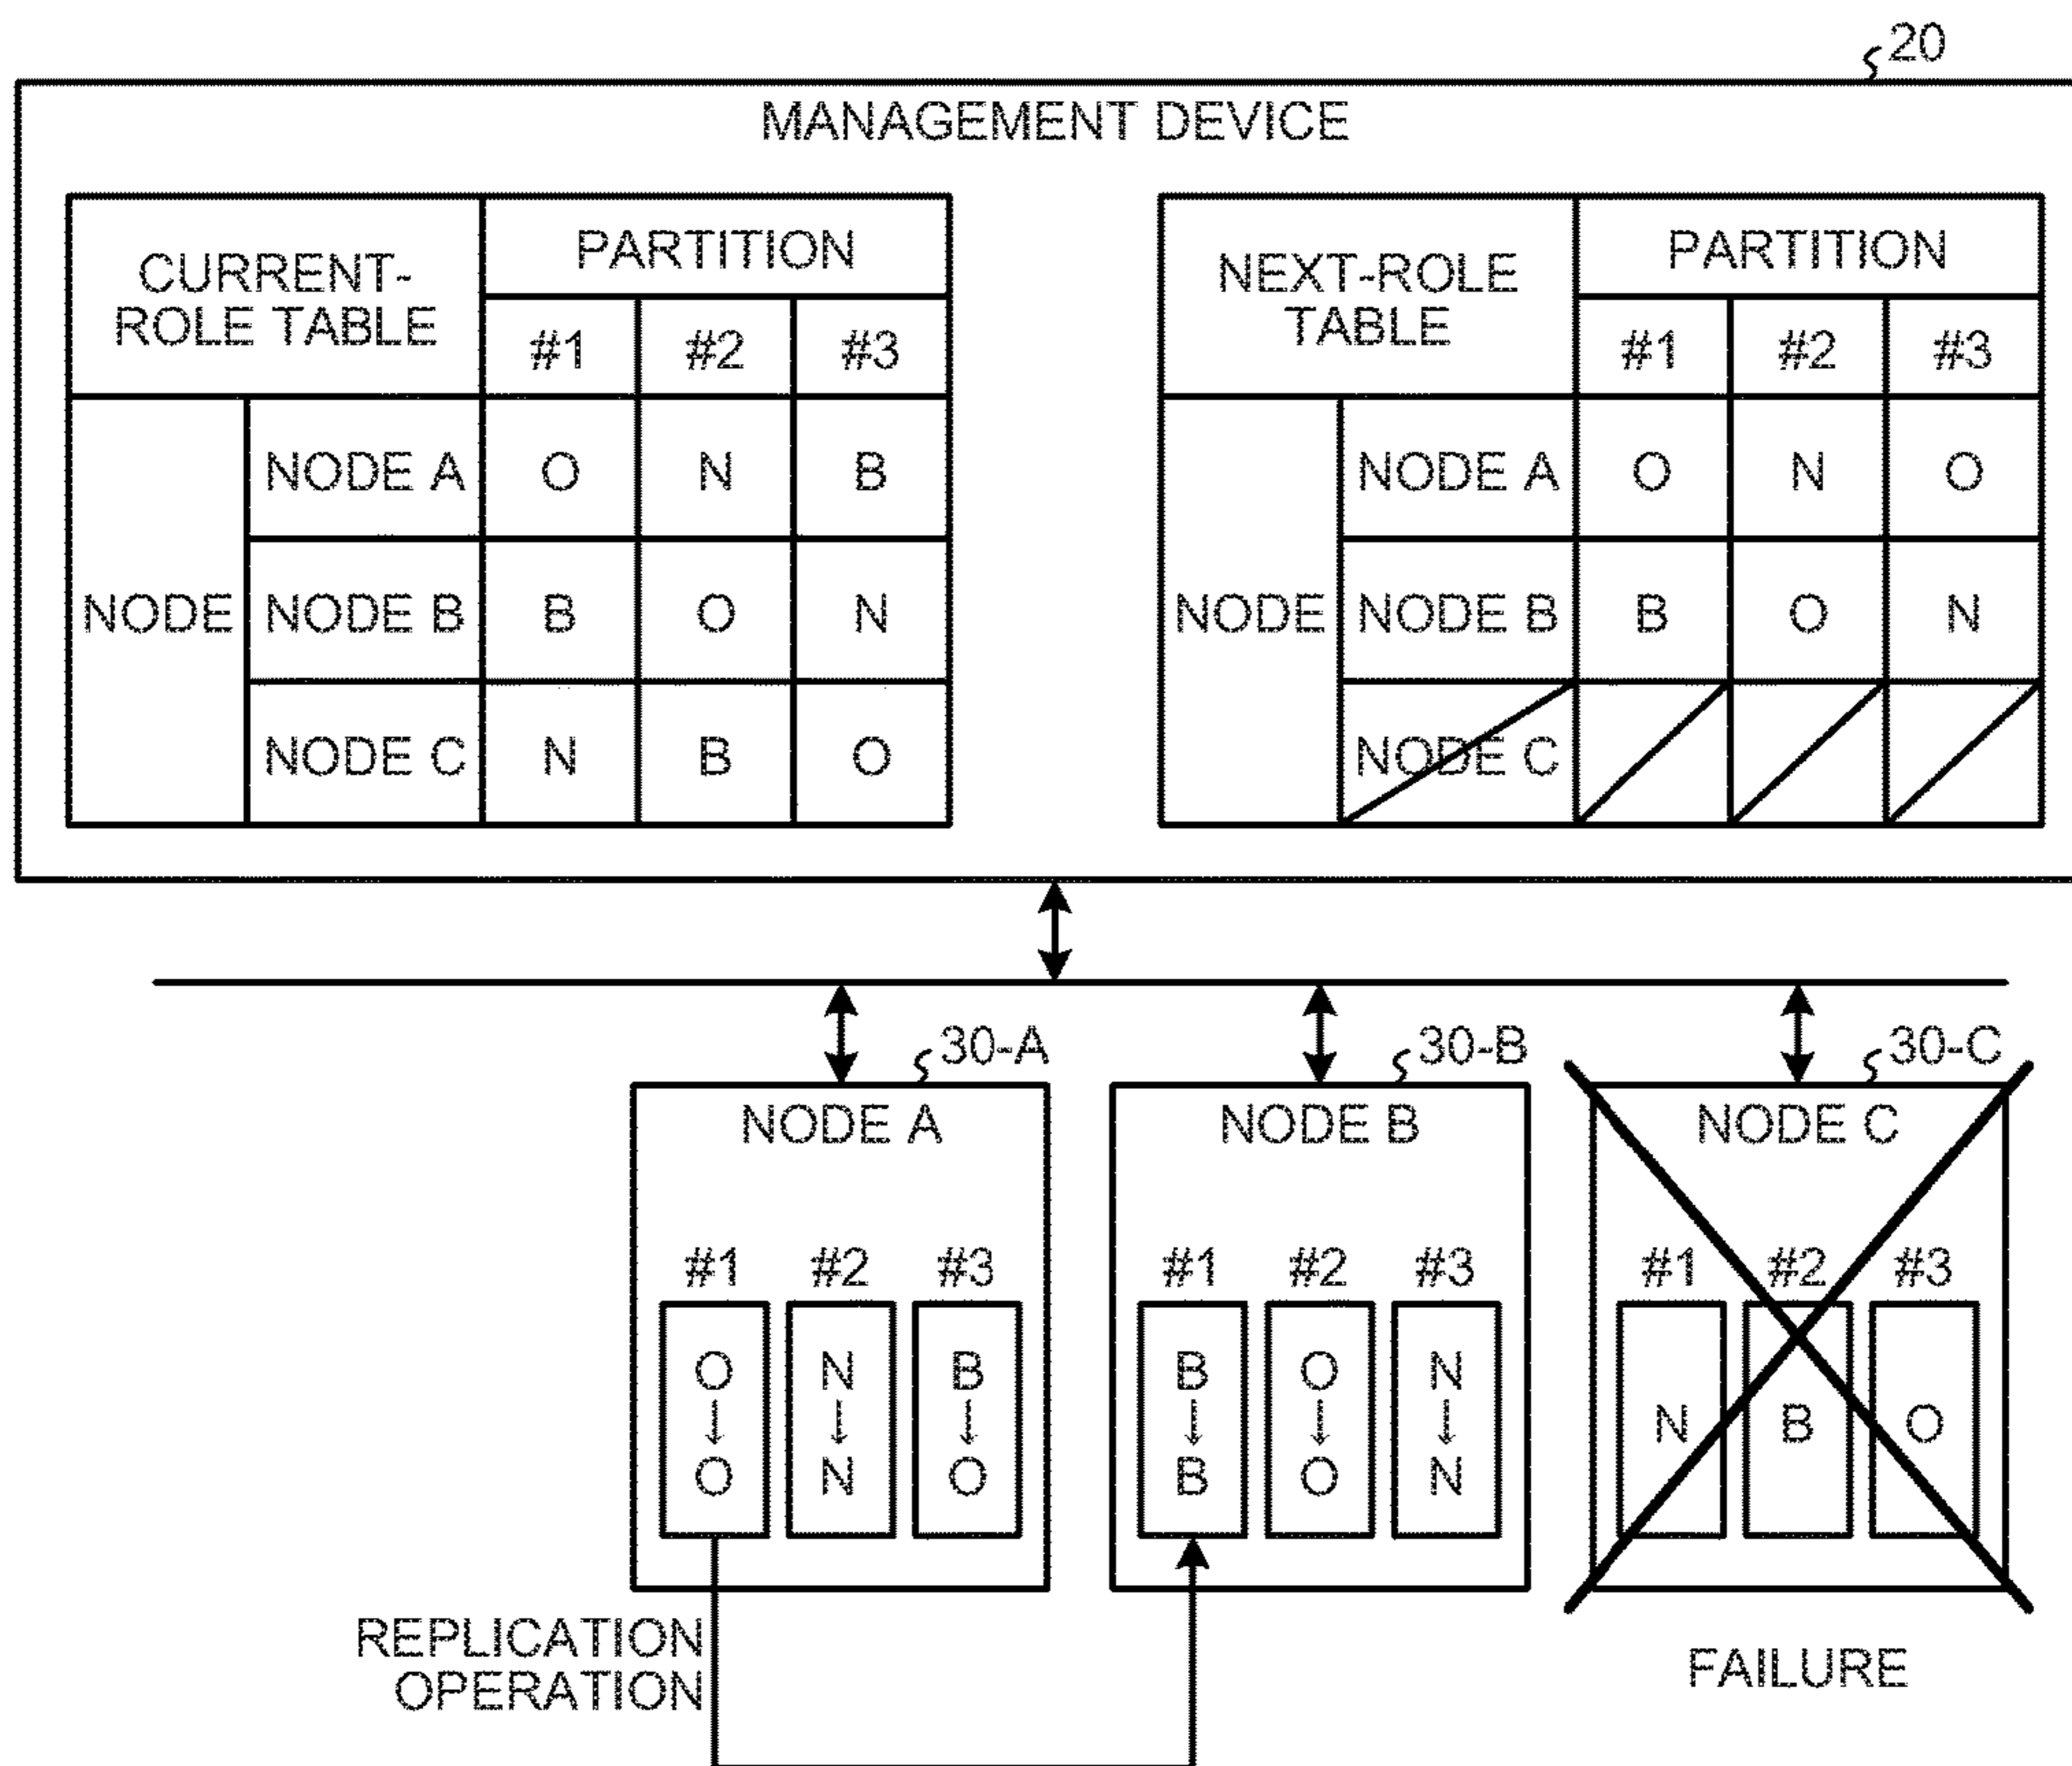 20
MANAGEMENT DEVICE
CURRENT-
ROLE TABLE
PARTITION
#1 #2 #3
NODE
NODE A O N B
NODE B B O N
NODE C N B O
NEXT-ROLE
TABLE
PARTITION
#1 #2 #3
NODE
NODE A O N O
NODE B B O N
NODE C
30-A
NODE A
#1 #2 #3
O N B
↓ ↓ ↓
O N O
30-B
NODE B
#1 #2 #3
B O N
↓ ↓ ↓
B O N
30-C
NODE C
#1 #2 #3
N B O
REPLICATION
OPERATION
FAILURE